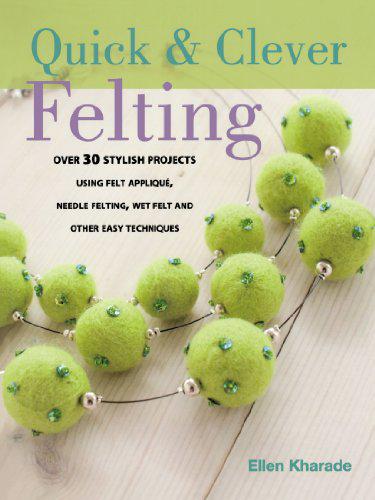 Quick & Clever
Felting
OVER 30 STYLISH PROJECTS
USING FELT APPLIQUÉ,
NEEDLE FELTING, WET FELT AND
OTHER EASY TECHNIQUES
Ellen Kharade